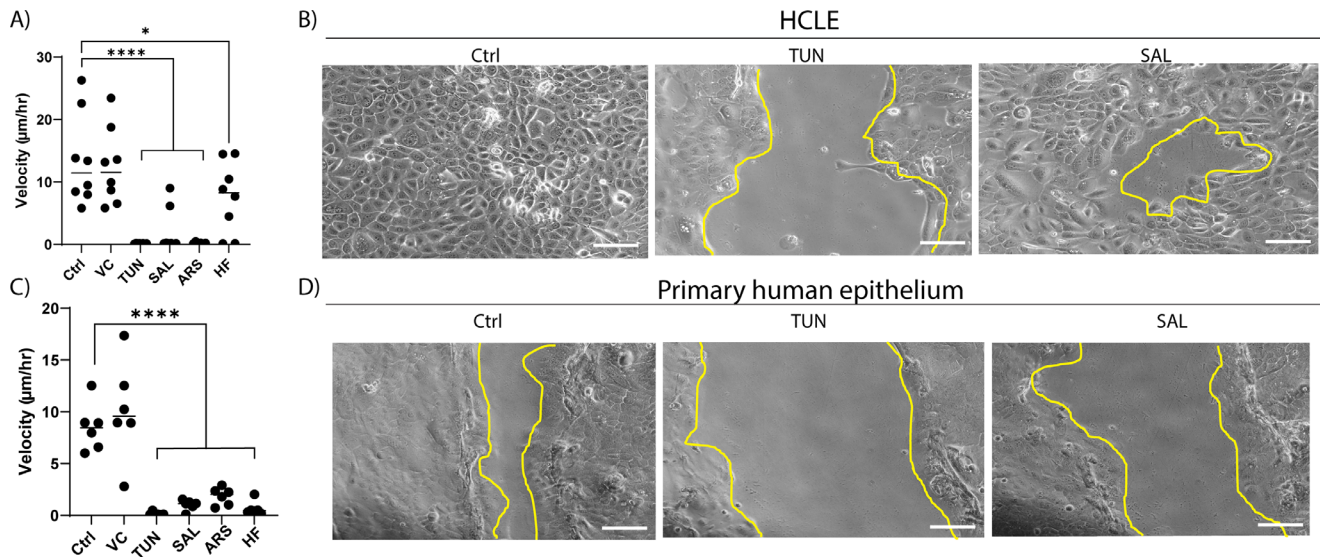 A)
*
****
30
20
10
0
Velocity (µm/hr)
Ctrl
VC
TUN
SAL
ARS
HF
B)
HCLE
Ctrl
TUN
SAL
C)
****
20
15
10
5
0
Velocity (µm/hr)
Ctrl
VC
TUN
SAL
ARS
HF
D)
Primary human epithelium
Ctrl
TUN
SAL